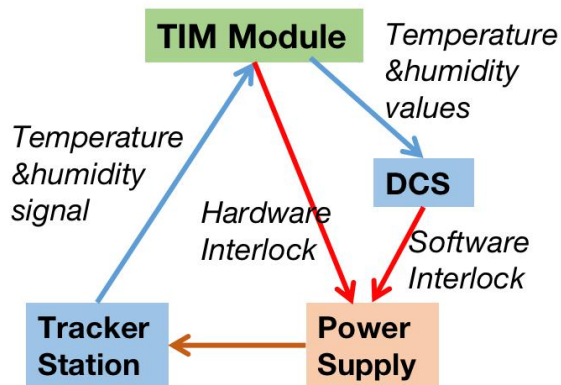 TIM Module
Temperature
&humidity
values
Temperature
&humidity
signal
DCS
Hardware
Interlock
Software
Interlock
Tracker
Station
Power
Supply